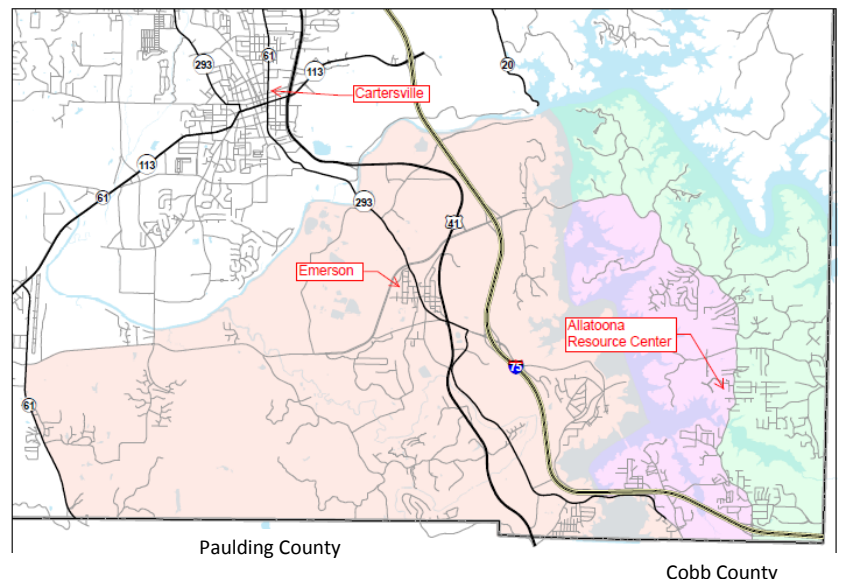 20
61
293
113
Cartersville
113
61
293
41
Emerson
Allatoona
Resource Center
75
61
Paulding County
Cobb County